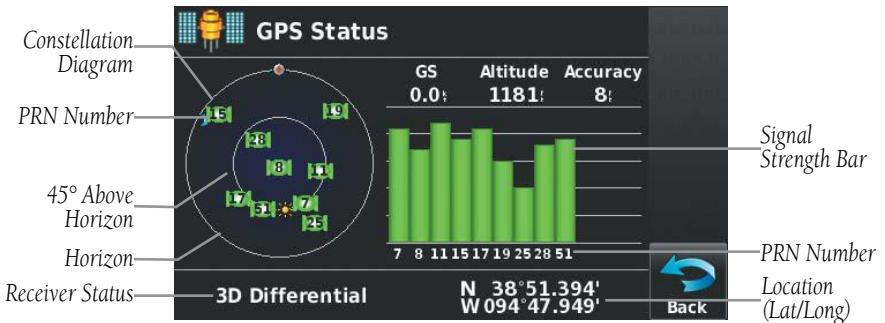 GPS Status
Constellation
Diagram
PRN Number
45° Above
Horizon
Horizon
Receiver Status
GS Altitude Accuracy
0.0 1181 8
15
19
28
8
11
17
51
7
25
7 8 11 15 17 19 25 28 51
Signal
Strength Bar
PRN Number
3D Differential
N 38°51.394'
W 094°47.949'
Location
(Lat/Long)
Back